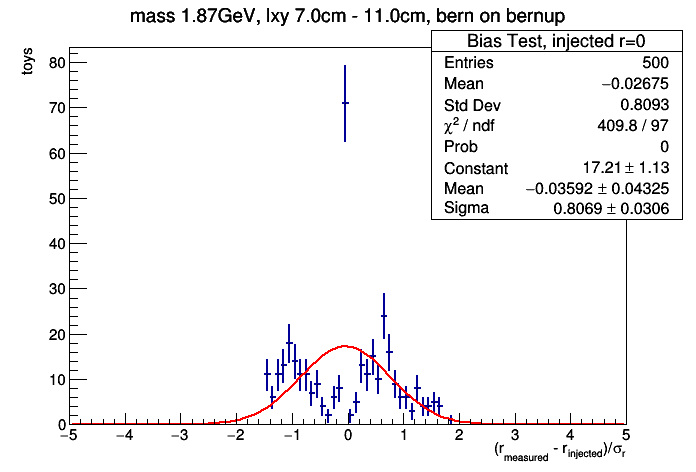 mass 1.87GeV, lxy 7.0cm - 11.0cm, bern on bernup
Bias Test, injected r=0
Entries 500
Mean −0.02675
Std Dev 0.8093
χ² / ndf 409.8 / 97
Prob 0
Constant 17.21 ± 1.13
Mean −0.03592 ± 0.04325
Sigma 0.8069 ± 0.0306
toys
80
70
60
50
40
30
20
10
0
−5 −4 −3 −2 −1 0 1 2 3 4 5
(r_measured - r_injected)/σ_r